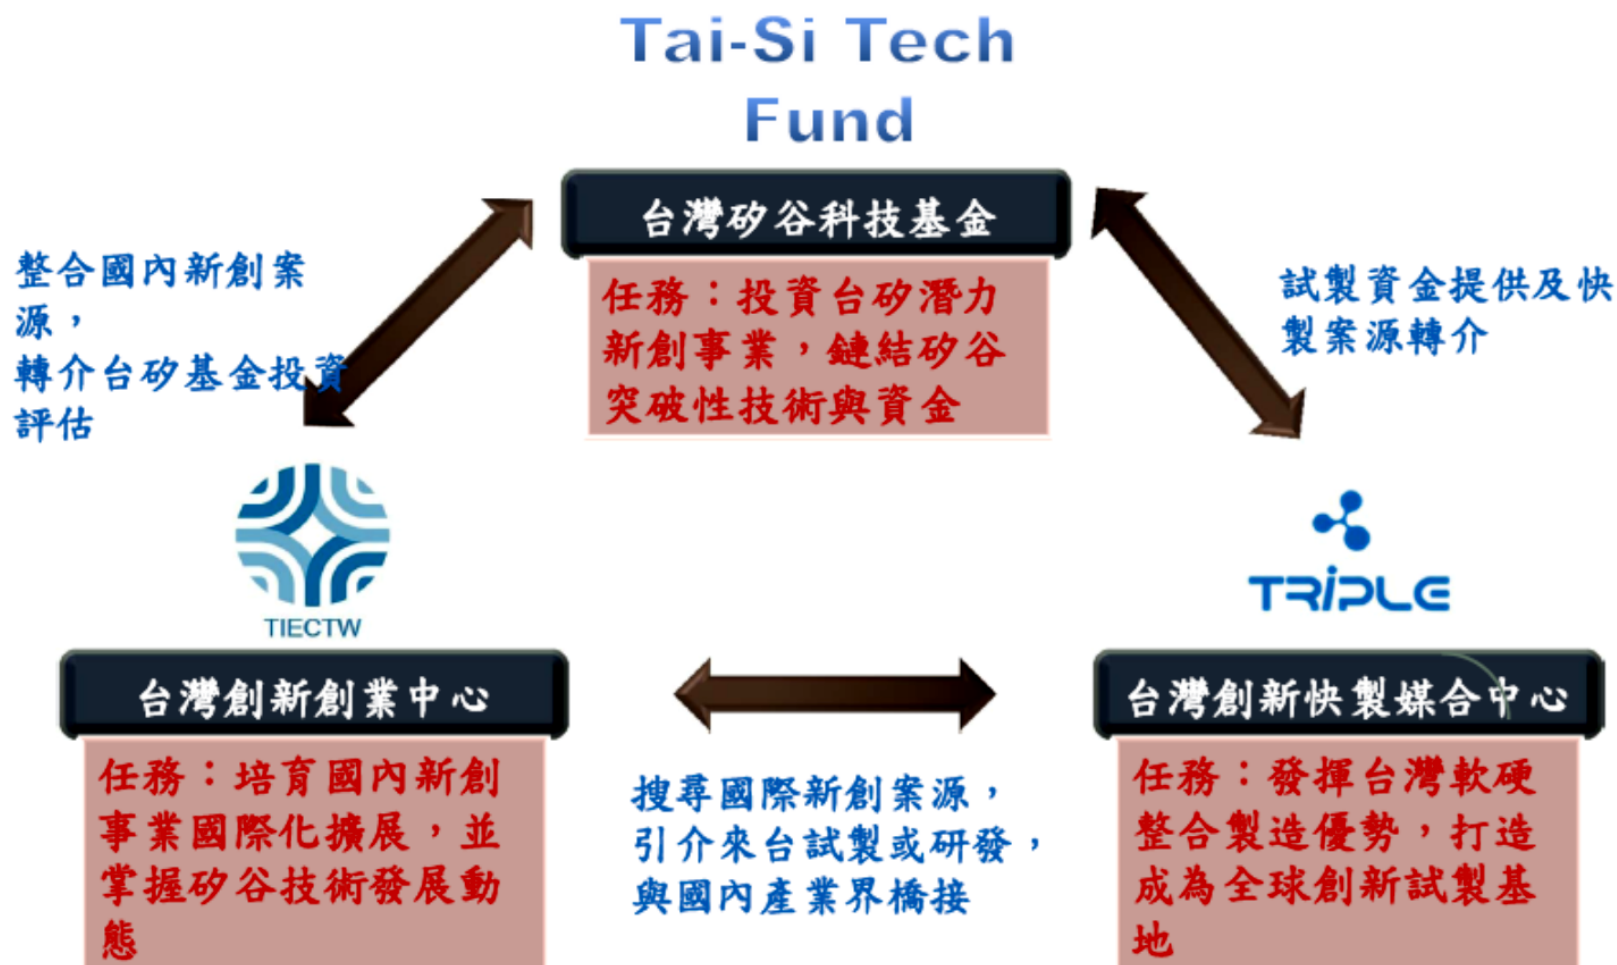 Tai-Si Tech
Fund
台灣矽谷科技基金
任務：投資台矽潛力
新創事業，鏈結矽谷
突破性技術與資金
整合國內新創案
源，
轉介台矽基金投資
評估
試製資金提供及快
製案源轉介
TIECTW
台灣創新創業中心
任務：培育國內新創
事業國際化擴展，並
掌握矽谷技術發展動
態
搜尋國際新創案源，
引介來台試製或研發，
與國內產業界橋接
TRIPLE
台灣創新快製媒合中心
任務：發揮台灣軟硬
整合製造優勢，打造
成為全球創新試製基
地